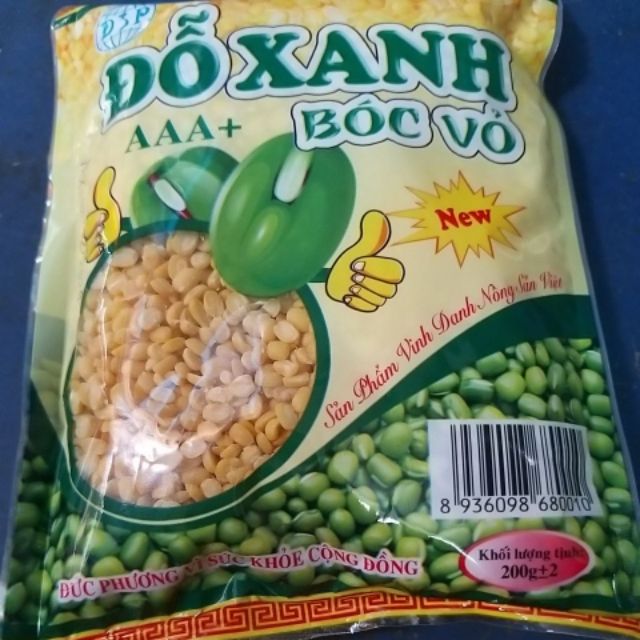 ĐỖ XANH
BÓC VỎ
AAA+
New
Sản Phẩm Vinh Danh Nông Sản Việt
8 936098 680010
Khối lượng tịnh:
200g±2
ĐỨC PHƯƠNG VÌ SỨC KHỎE CỘNG ĐỒNG